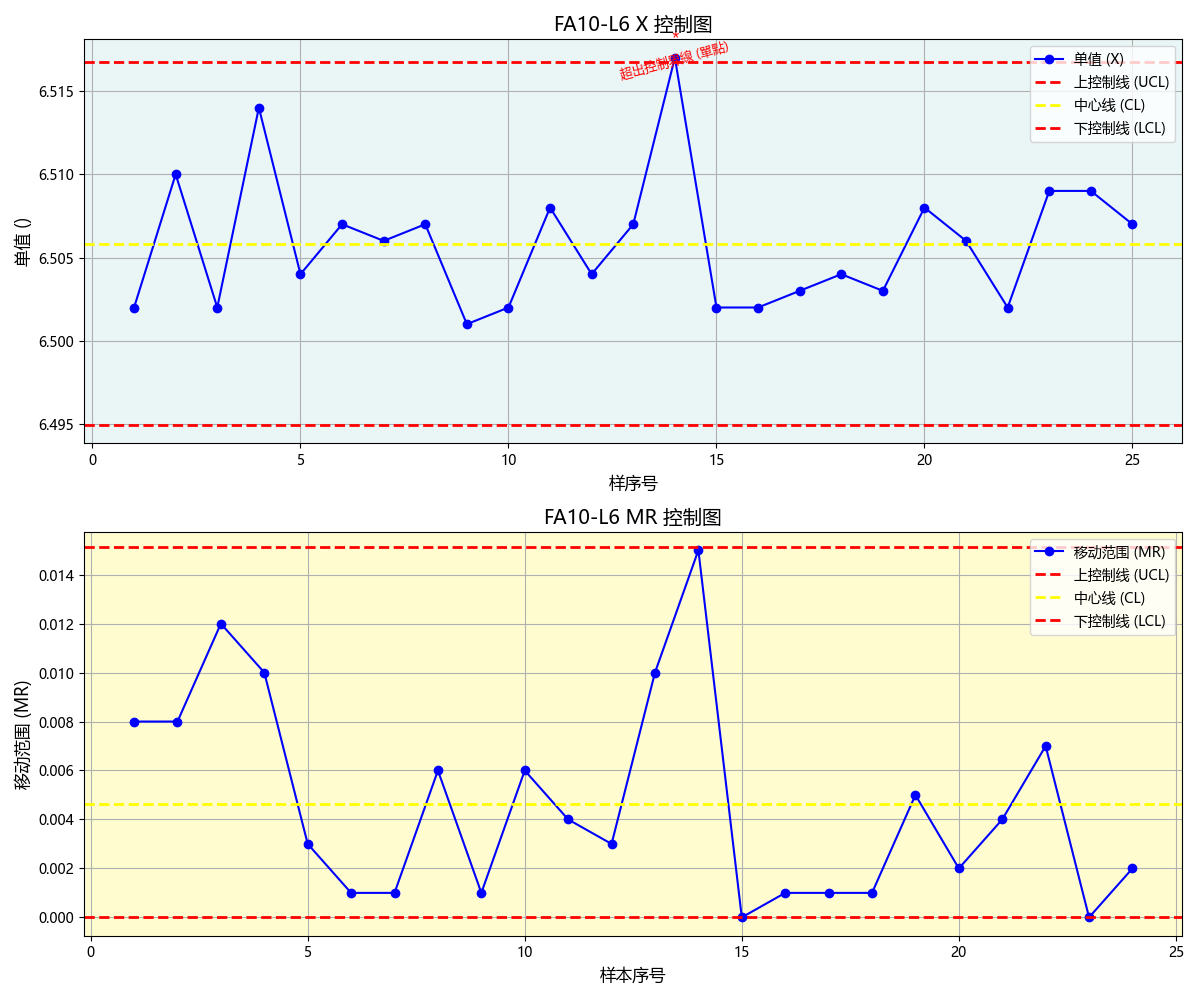 FA10-L6 X 控制图
*
超出控制界線 (單點)
单值 (X)
上控制线 (UCL)
中心线 (CL)
下控制线 (LCL)
单值 ()
6.515
6.510
6.505
6.500
6.495
0 5 10 15 20 25
样序号
FA10-L6 MR 控制图
移动范围 (MR)
上控制线 (UCL)
中心线 (CL)
下控制线 (LCL)
移动范围 (MR)
0.014
0.012
0.010
0.008
0.006
0.004
0.002
0.000
0 5 10 15 20 25
样本序号